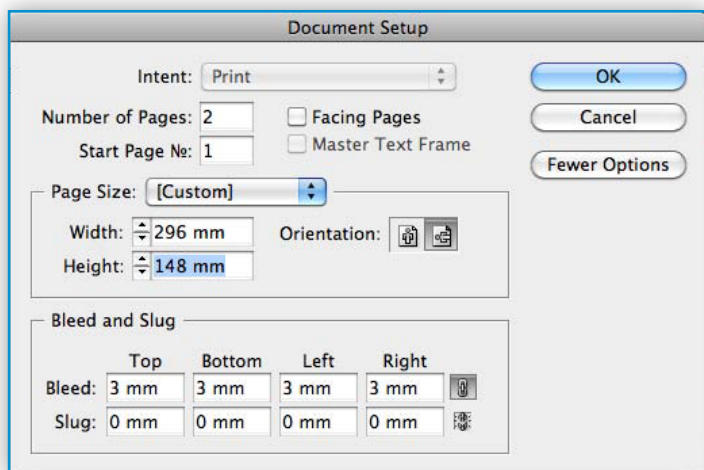 Document Setup
Intent: Print
OK
Number of Pages: 2
Facing Pages
Cancel
Start Page №: 1
Master Text Frame
Fewer Options
Page Size: [Custom]
Width: 296 mm
Orientation:
Height: 148 mm
Bleed and Slug
Top Bottom Left Right
Bleed: 3 mm 3 mm 3 mm 3 mm
Slug: 0 mm 0 mm 0 mm 0 mm